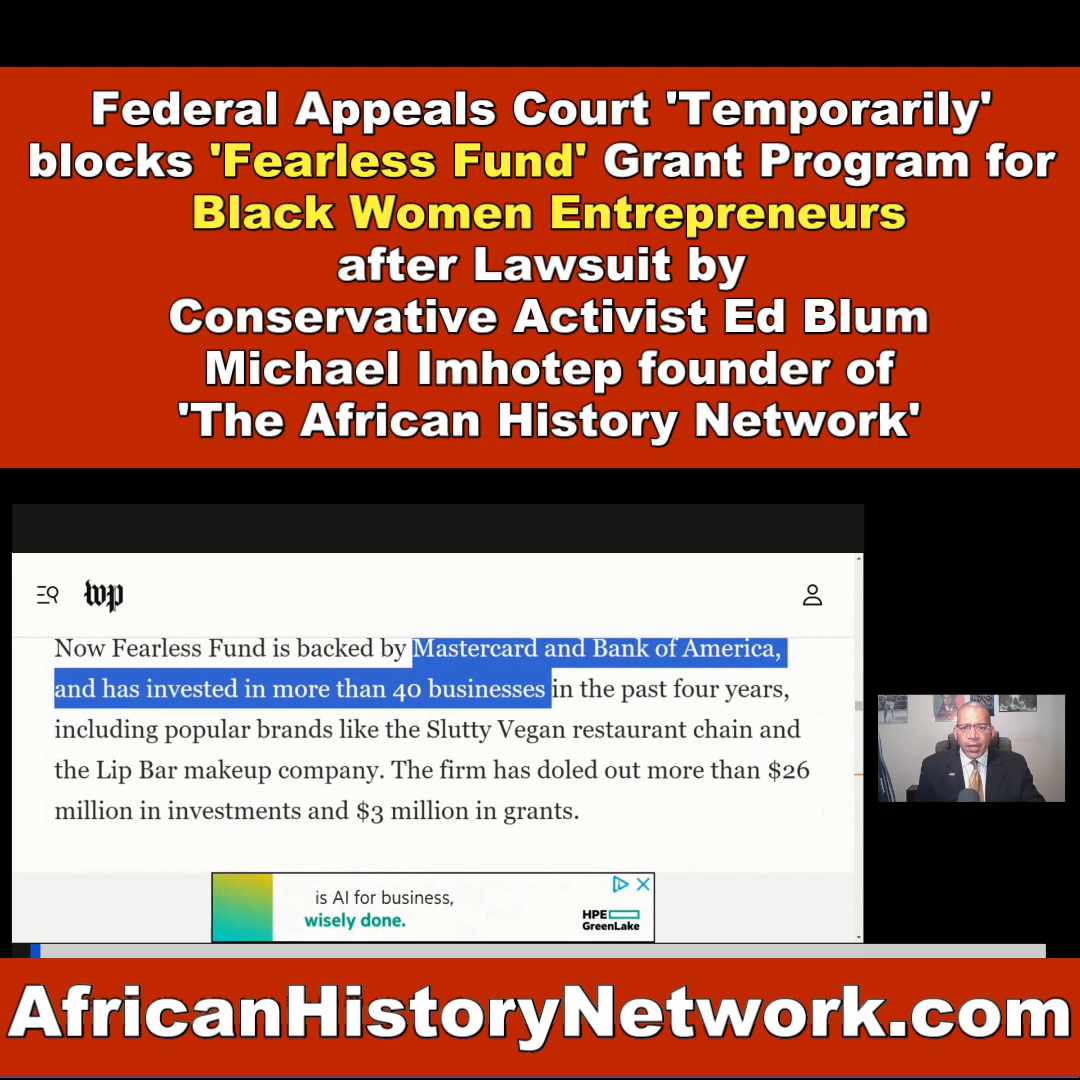 Federal Appeals Court 'Temporarily'
blocks 'Fearless Fund' Grant Program for
Black Women Entrepreneurs
after Lawsuit by
Conservative Activist Ed Blum
Michael Imhotep founder of
'The African History Network'
wp
Now Fearless Fund is backed by Mastercard and Bank of America,
and has invested in more than 40 businesses in the past four years,
including popular brands like the Slutty Vegan restaurant chain and
the Lip Bar makeup company. The firm has doled out more than $26
million in investments and $3 million in grants.
is AI for business,
wisely done.
HPE
GreenLake
AfricanHistoryNetwork.com